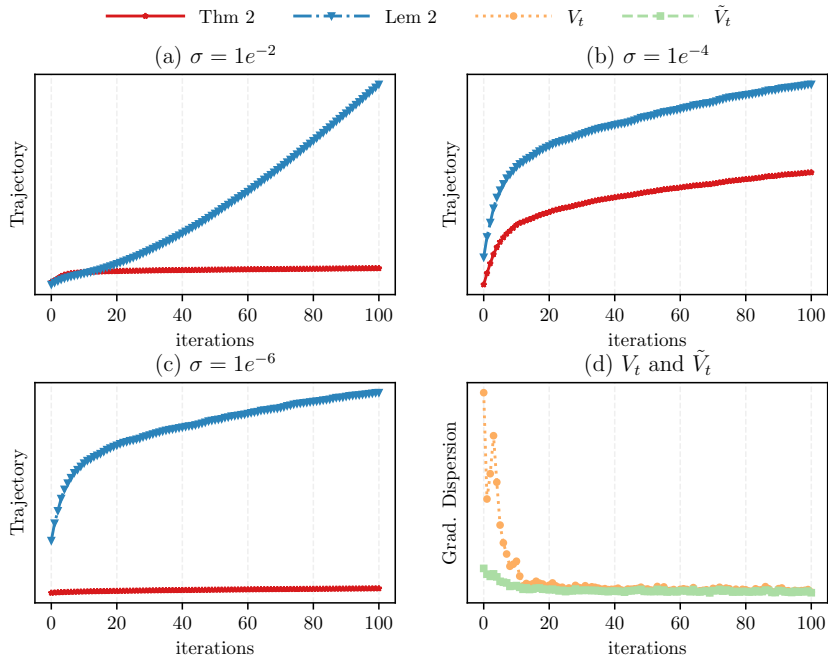 Thm 2 Lem 2 V_t Ṽ_t
(a) σ = 1e^{-2}
(b) σ = 1e^{-4}
Trajectory
Trajectory
0 20 40 60 80 100
0 20 40 60 80 100
iterations
iterations
(c) σ = 1e^{-6}
(d) V_t and Ṽ_t
Trajectory
Grad. Dispersion
0 20 40 60 80 100
0 20 40 60 80 100
iterations
iterations